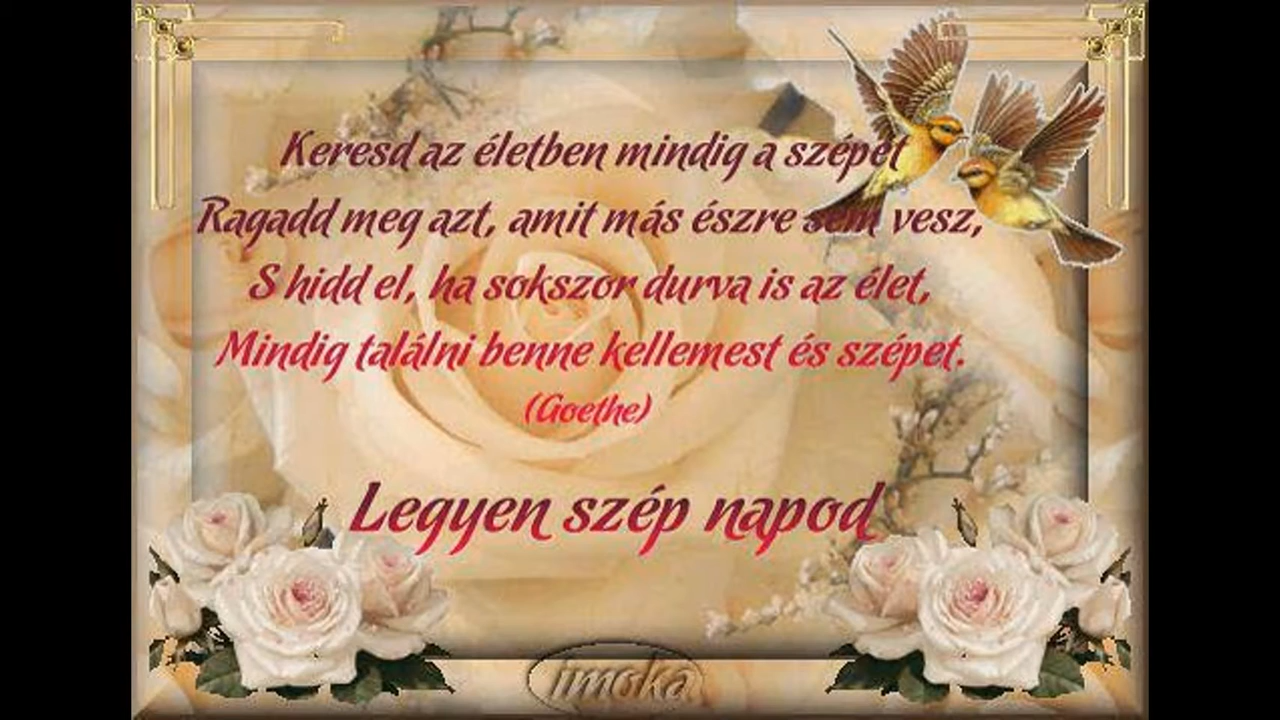 Keresd az életben mindig a szépet
Ragadd meg azt, amit más észre sem vesz,
S hidd el, ha sokszor durva is az élet,
Mindig találni benne kellemest és szépet.
(Goethe)
Legyen szép napod
imoka